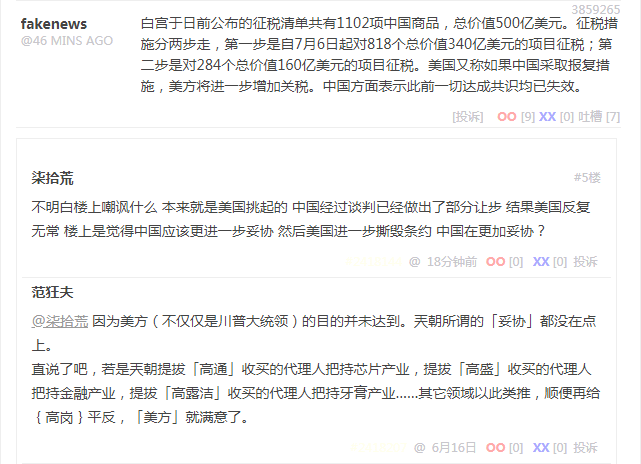 3859265
fakenews
@46 MINS AGO
白宫于日前公布的征税清单共有1102项中国商品，总价值500亿美元。征税措
施分两步走，第一步是自7月6日起对818个总价值340亿美元的项目征税；第
二步是对284个总价值160亿美元的项目征税。美国又称如果中国采取报复措
施，美方将进一步增加关税。中国方面表示此前一切达成共识均已失效。
[投诉] OO [9] XX [0] 吐槽 [7]
柒拾荒
#5楼
不明白楼上嘲讽什么 本来就是美国挑起的 中国经过谈判已经做出了部分让步 结果美国反复
无常 楼上是觉得中国应该更进一步妥协 然后美国进一步撕毁条约 中国在更加妥协？
@ 18分钟前 OO [0] XX [0] 投诉
范狂夫
@柒拾荒 因为美方（不仅仅是川普大统领）的目的并未达到。天朝所谓的「妥协」都没在点
上。
直说了吧，若是天朝提拔「高通」收买的代理人把持芯片产业，提拔「高盛」收买的代理人
把持金融产业，提拔「高露洁」收买的代理人把持牙膏产业......其它领域以此类推，顺便再给
｛高岗｝平反，「美方」就满意了。
@ 6月16日 OO [0] XX [0] 投诉